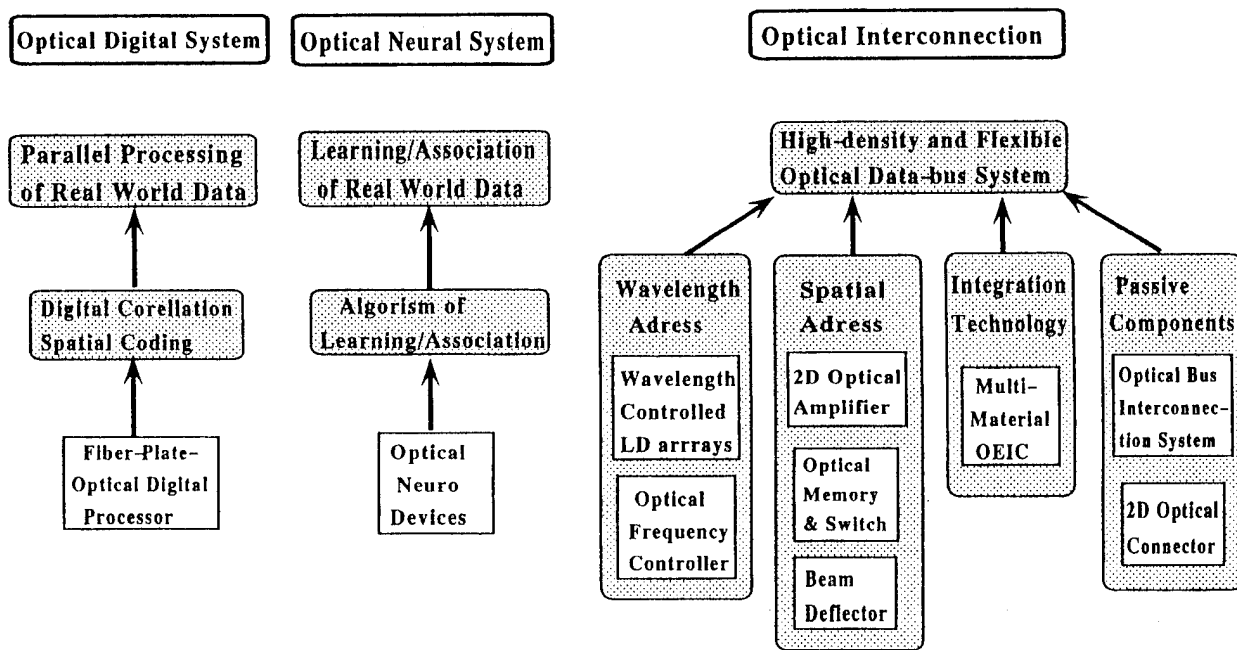 Optical Digital System
Optical Neural System
Optical Interconnection
Parallel Processing
of Real World Data
Learning/Association
of Real World Data
High-density and Flexible
Optical Data-bus System
Digital Corellation
Spatial Coding
Algorism of
Learning/Association
Fiber-Plate-
Optical Digital
Processor
Optical
Neuro
Devices
Wavelength
Adress
Wavelength
Controlled
LD arrrays
Optical
Frequency
Controller
Spatial
Adress
2D Optical
Amplifier
Optical
Memory
& Switch
Beam
Deflector
Integration
Technology
Multi-
Material
OEIC
Passive
Components
Optical Bus
Interconnec-
tion System
2D Optical
Connector